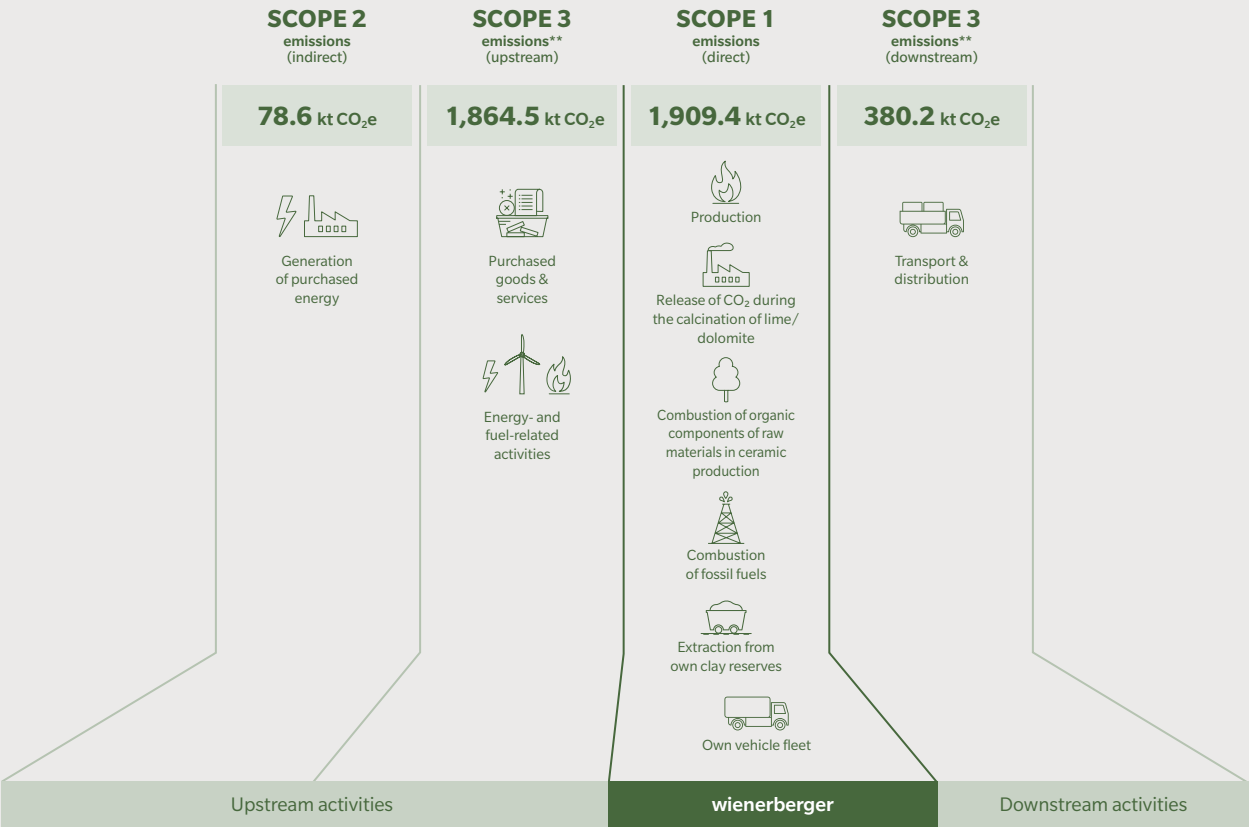 SCOPE 2
emissions
(indirect)
78.6 kt CO₂e
Generation
of purchased
energy
SCOPE 3
emissions**
(upstream)
1,864.5 kt CO₂e
Purchased
goods &
services
Energy- and
fuel-related
activities
SCOPE 1
emissions
(direct)
1,909.4 kt CO₂e
Production
Release of CO₂ during
the calcination of lime/
dolomite
Combustion of organic
components of raw
materials in ceramic
production
Combustion
of fossil fuels
Extraction from
own clay reserves
Own vehicle fleet
SCOPE 3
emissions**
(downstream)
380.2 kt CO₂e
Transport &
distribution
Upstream activities
wienerberger
Downstream activities